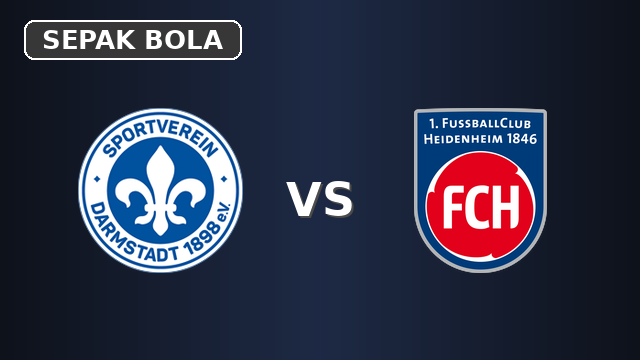 SEPAK BOLA
SPORTVEREIN
DARMSTADT 1898 e.V.
VS
1. FUSSBALLCLUB
HEIDENHEIM 1846
FCH